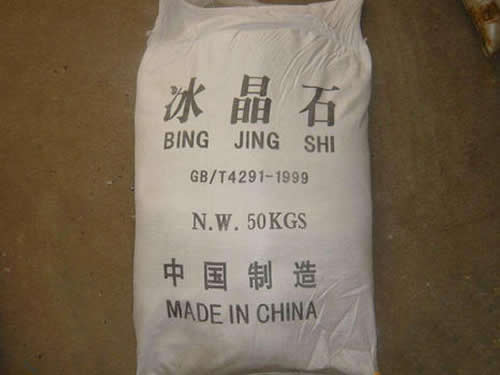 冰晶石
BING JING SHI
GB/T4291-1999
N.W. 50KGS
中国制造
MADE IN CHINA